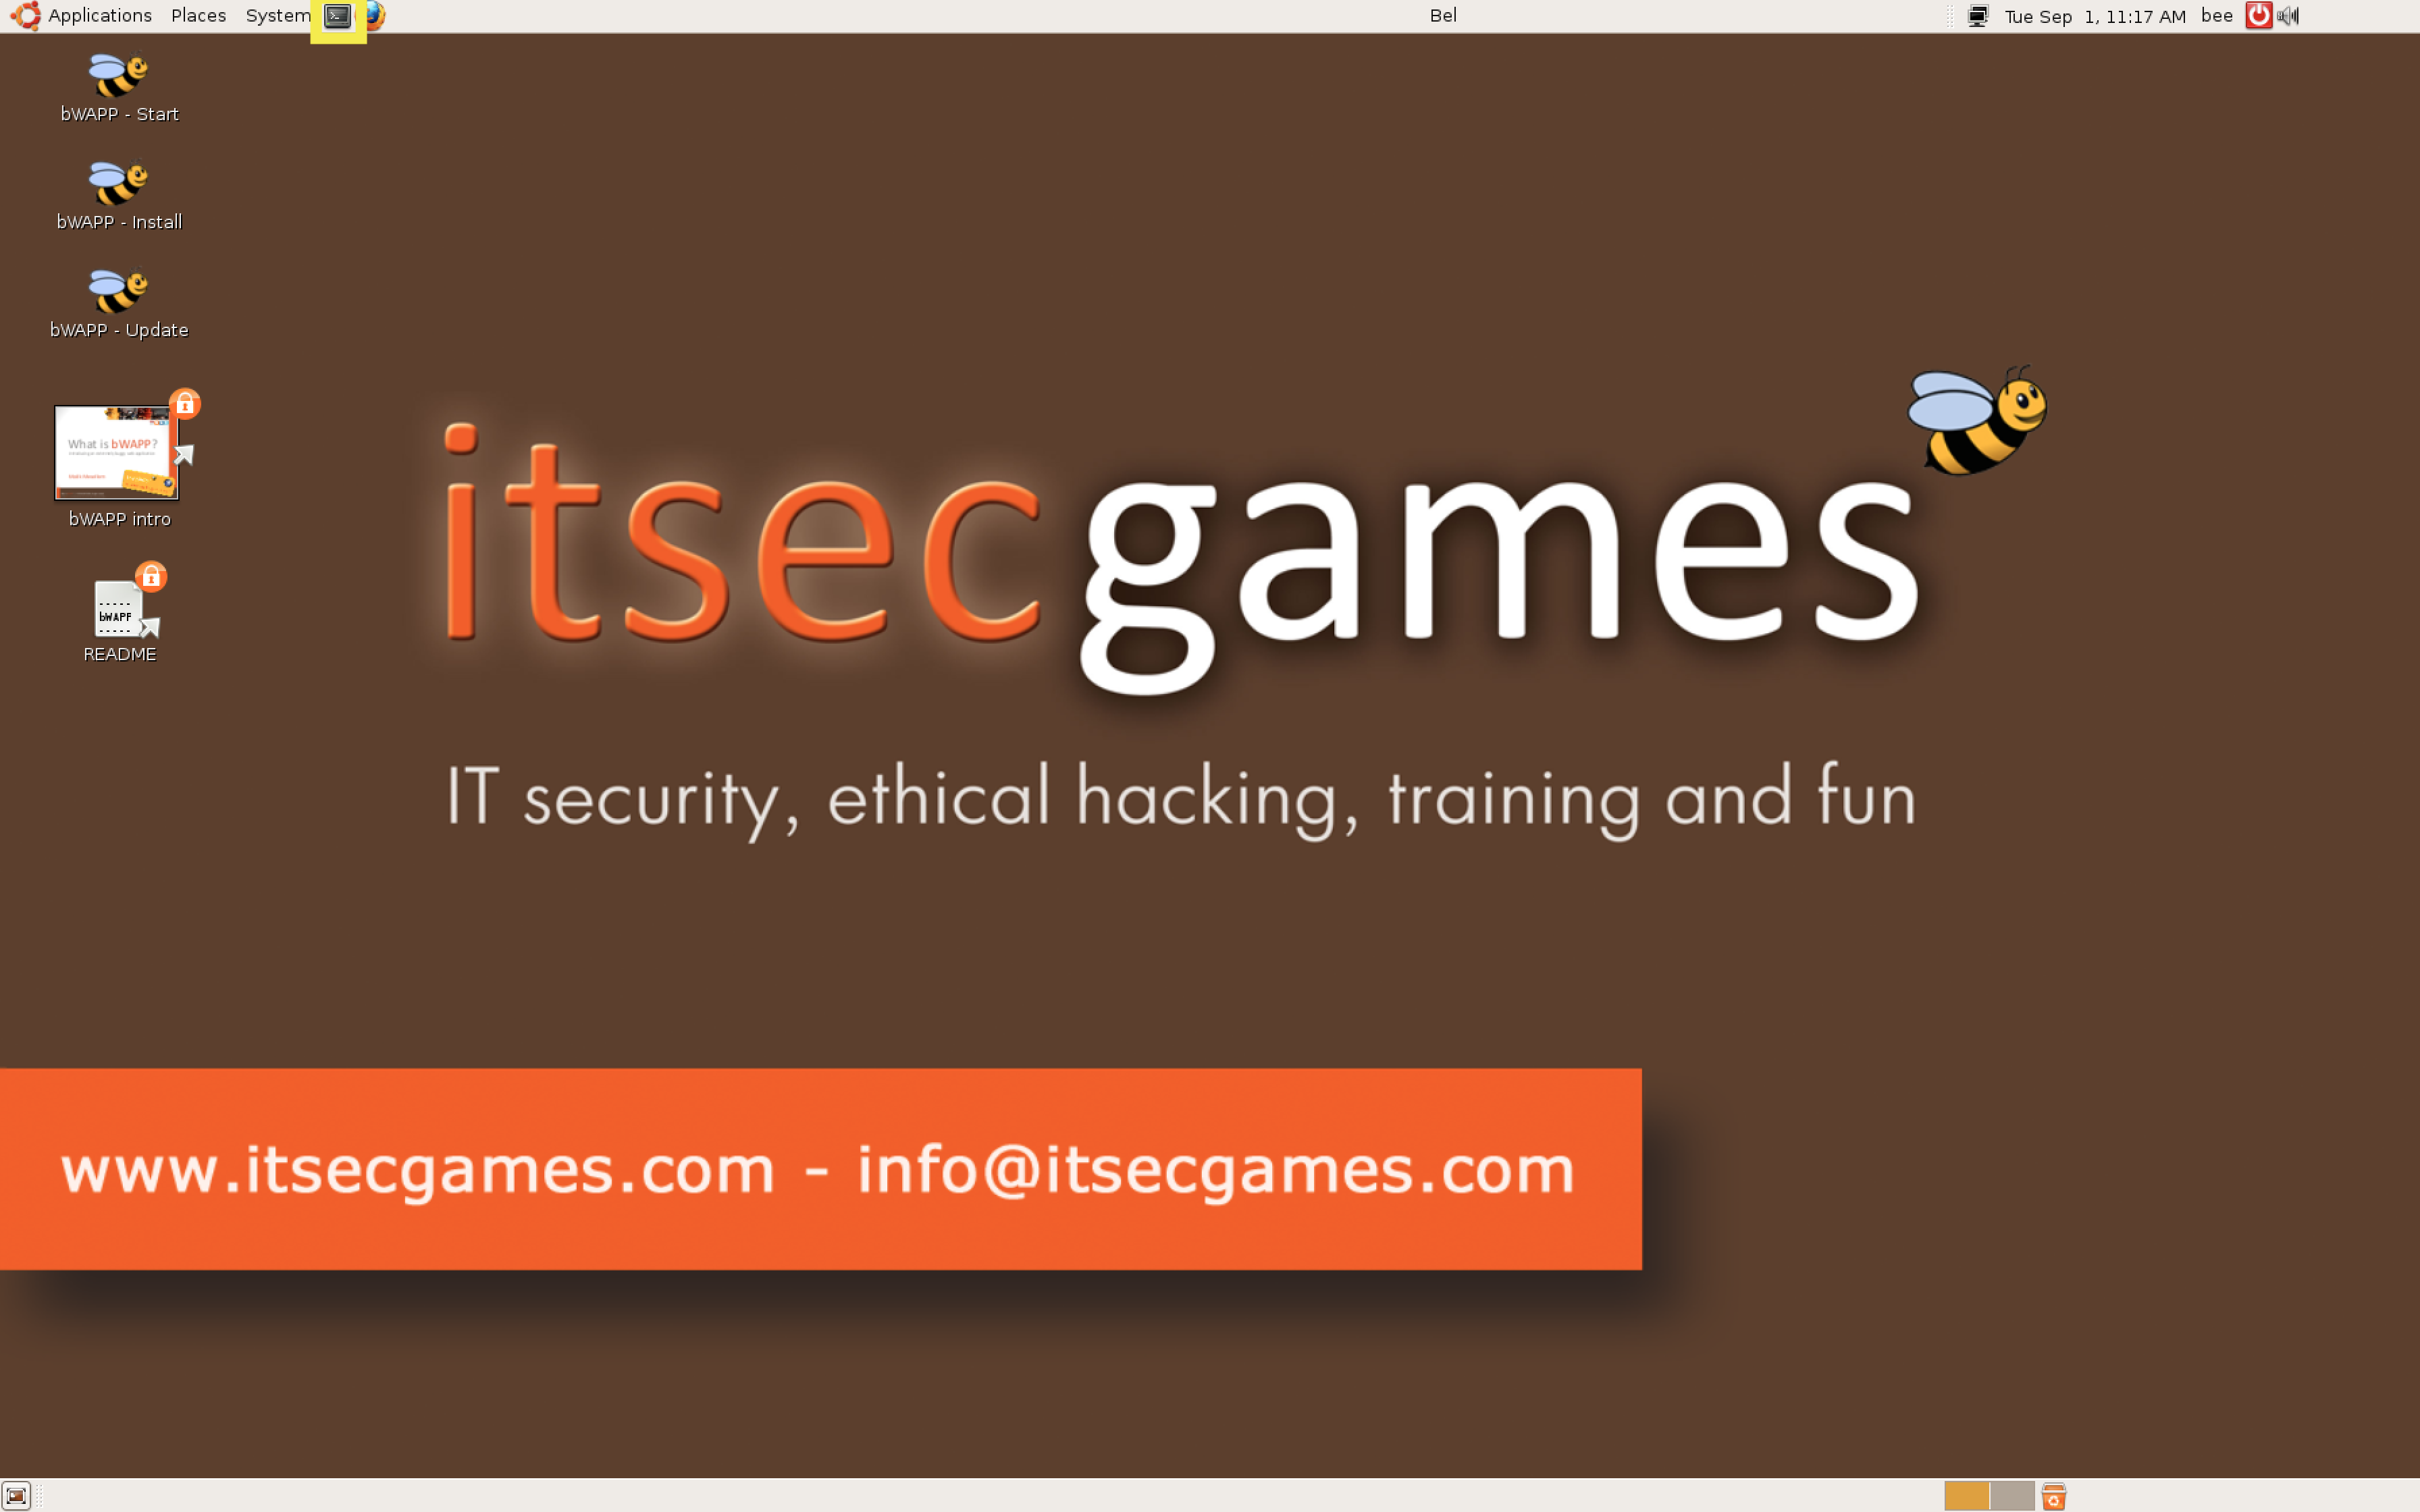 Applications Places System
Bel
Tue Sep 1, 11:17 AM bee
bWAPP - Start
bWAPP - Install
bWAPP - Update
What is bWAPP?
bWAPP intro
bWAPP
README
itsecgames
IT security, ethical hacking, training and fun
www.itsecgames.com - info@itsecgames.com